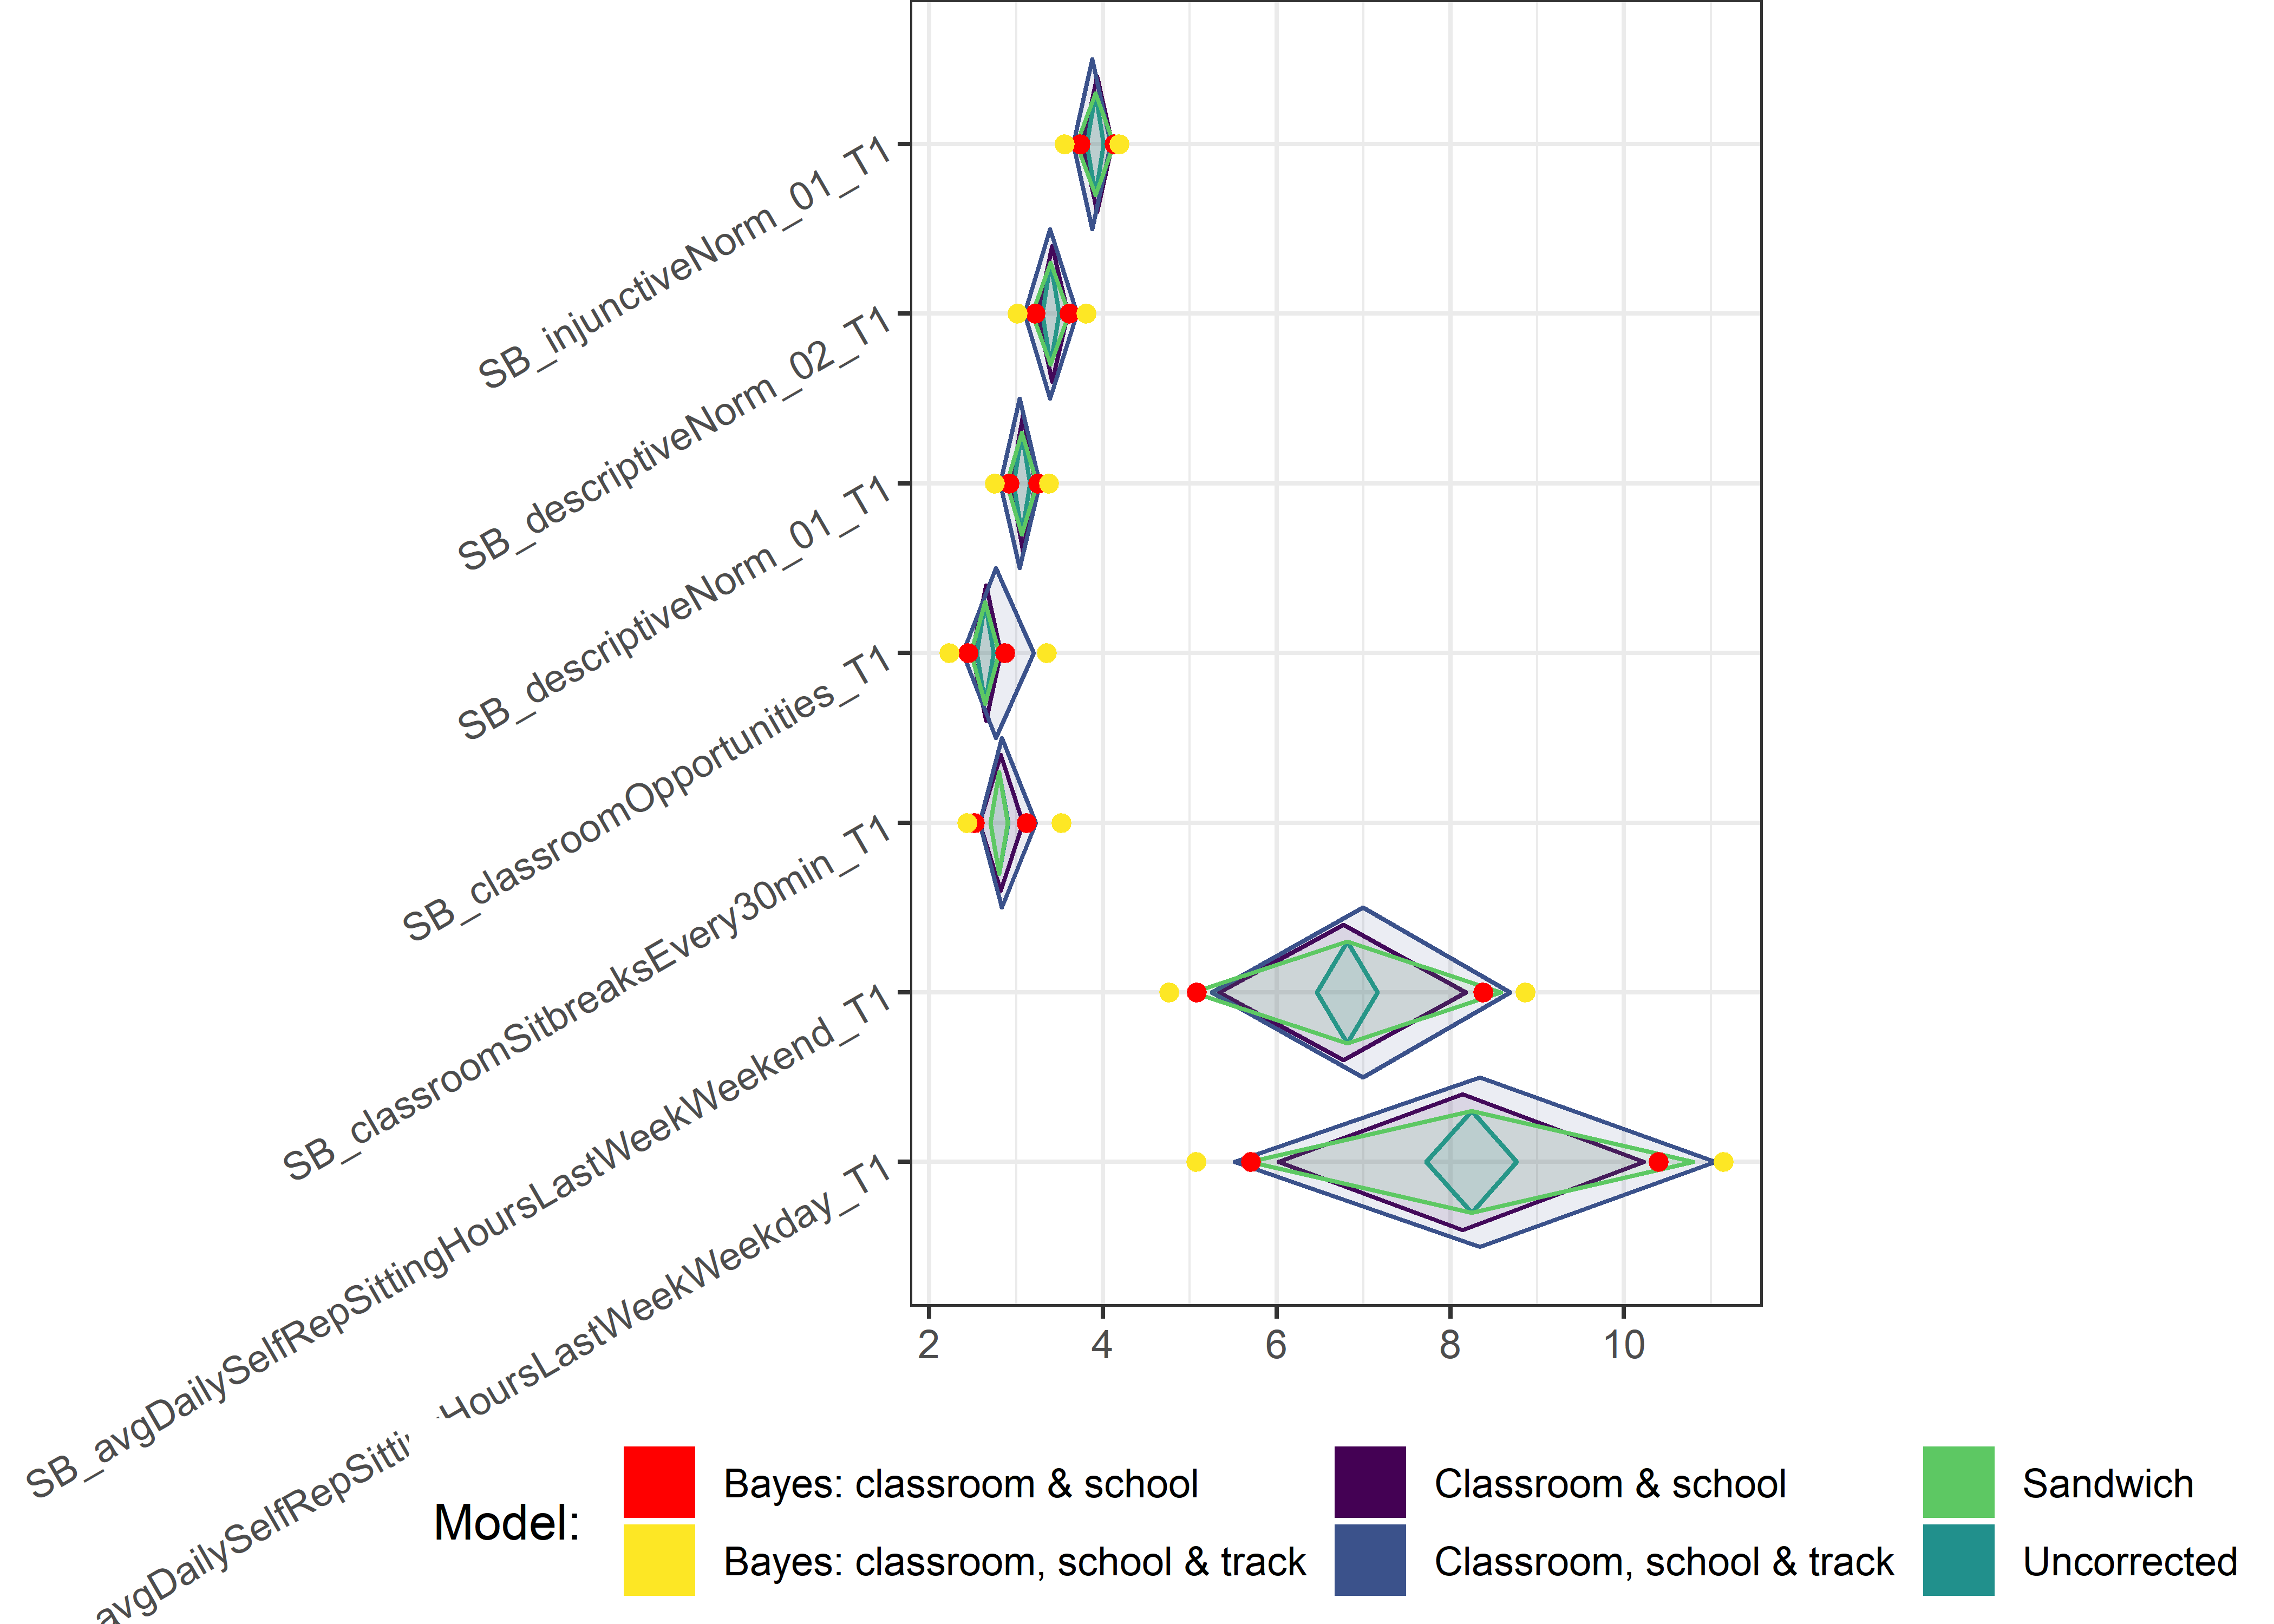 SB_injunctiveNorm_01_T1
SB_descriptiveNorm_02_T1
SB_descriptiveNorm_01_T1
SB_classroomOpportunities_T1
SB_classroomSitbreaksEvery30min_T1
SB_avgDailySelfRepSittingHoursLastWeekWeekend_T1
avgDailySelfRepSitti HoursLastWeekWeekday_T1
2 4 6 8 10
Model:
Bayes: classroom & school
Classroom & school
Sandwich
Bayes: classroom, school & track
Classroom, school & track
Uncorrected